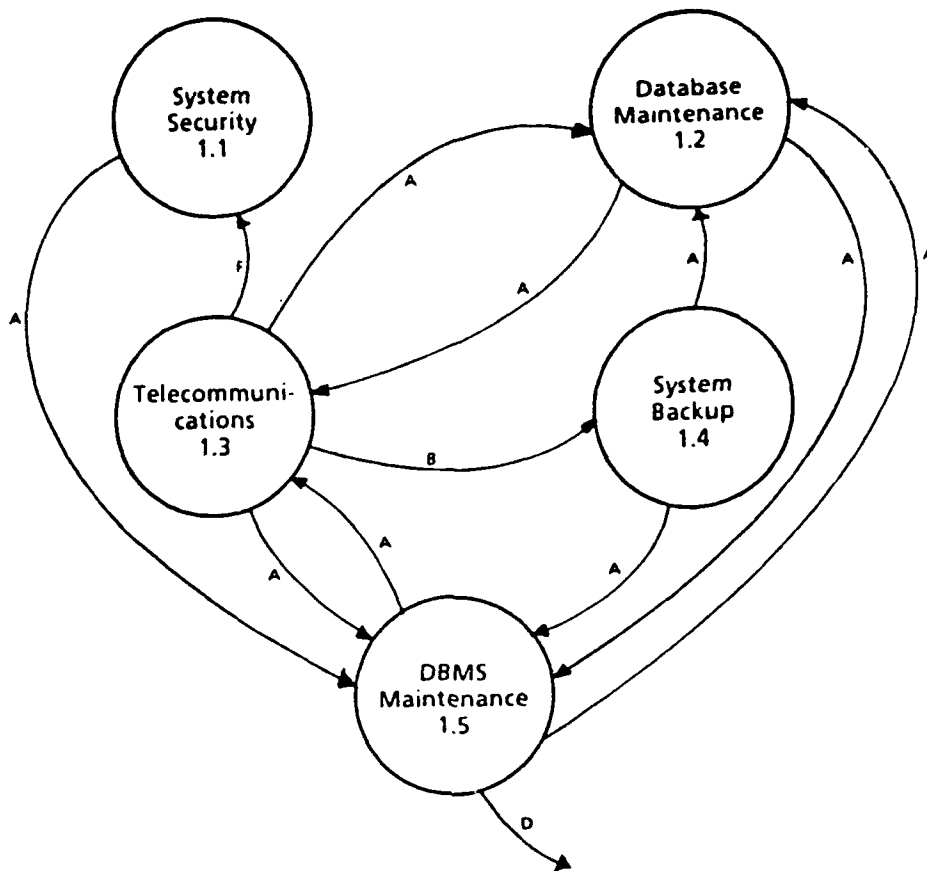 System
Security
1.1
Database
Maintenance
1.2
A
A
A
A
A
F
A
Telecommuni-
cations
1.3
System
Backup
1.4
B
A
A
A
DBMS
Maintenance
1.5
D